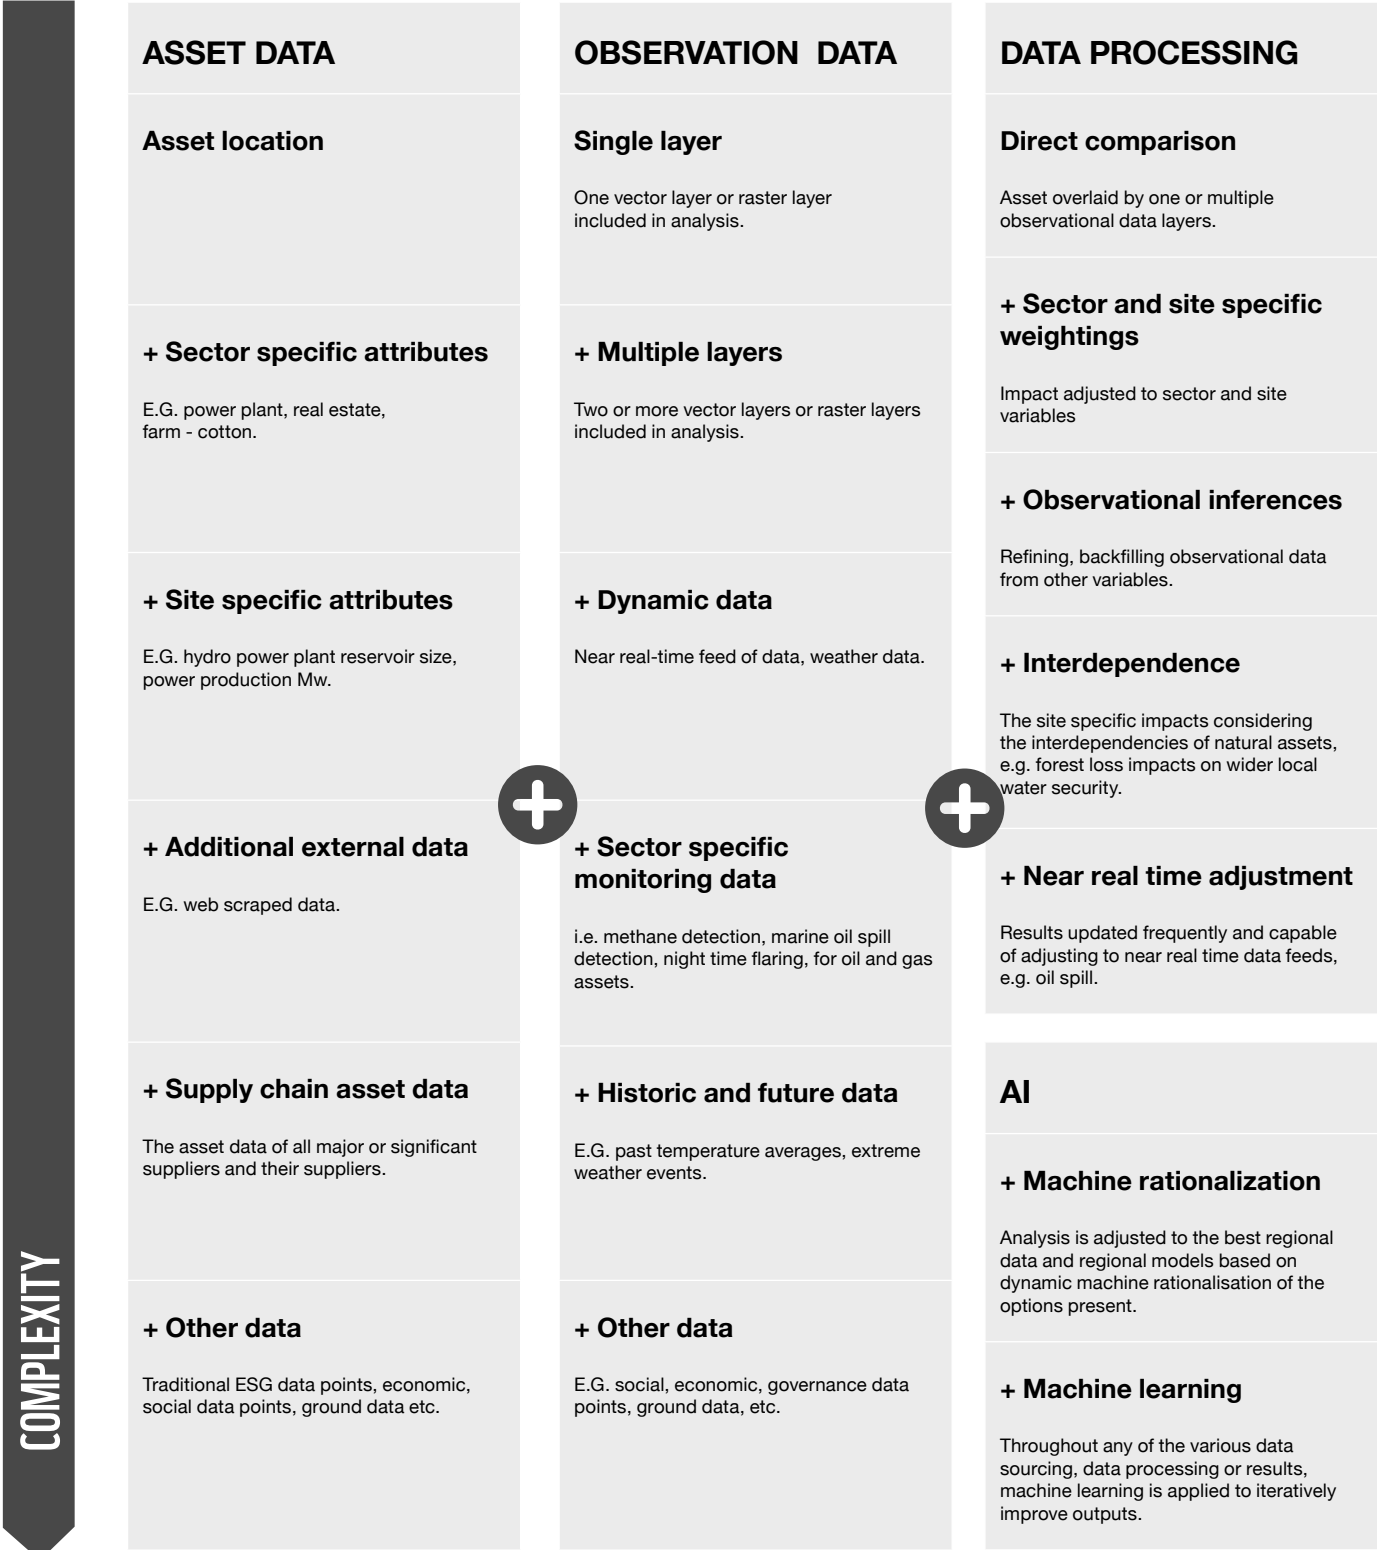 COMPLEXITY
ASSET DATA
Asset location
+ Sector specific attributes
E.G. power plant, real estate,
farm - cotton.
+ Site specific attributes
E.G. hydro power plant reservoir size,
power production Mw.
+ Additional external data
E.G. web scraped data.
+ Supply chain asset data
The asset data of all major or significant
suppliers and their suppliers.
+ Other data
Traditional ESG data points, economic,
social data points, ground data etc.
OBSERVATION DATA
Single layer
One vector layer or raster layer
included in analysis.
+ Multiple layers
Two or more vector layers or raster layers
included in analysis.
+ Dynamic data
Near real-time feed of data, weather data.
+ Sector specific
monitoring data
i.e. methane detection, marine oil spill
detection, night time flaring, for oil and gas
assets.
+ Historic and future data
E.G. past temperature averages, extreme
weather events.
+ Other data
E.G. social, economic, governance data
points, ground data, etc.
DATA PROCESSING
Direct comparison
Asset overlaid by one or multiple
observational data layers.
+ Sector and site specific
weightings
Impact adjusted to sector and site
variables
+ Observational inferences
Refining, backfilling observational data
from other variables.
+ Interdependence
The site specific impacts considering
the interdependencies of natural assets,
e.g. forest loss impacts on wider local
water security.
+ Near real time adjustment
Results updated frequently and capable
of adjusting to near real time data feeds,
e.g. oil spill.
AI
+ Machine rationalization
Analysis is adjusted to the best regional
data and regional models based on
dynamic machine rationalisation of the
options present.
+ Machine learning
Throughout any of the various data
sourcing, data processing or results,
machine learning is applied to iteratively
improve outputs.